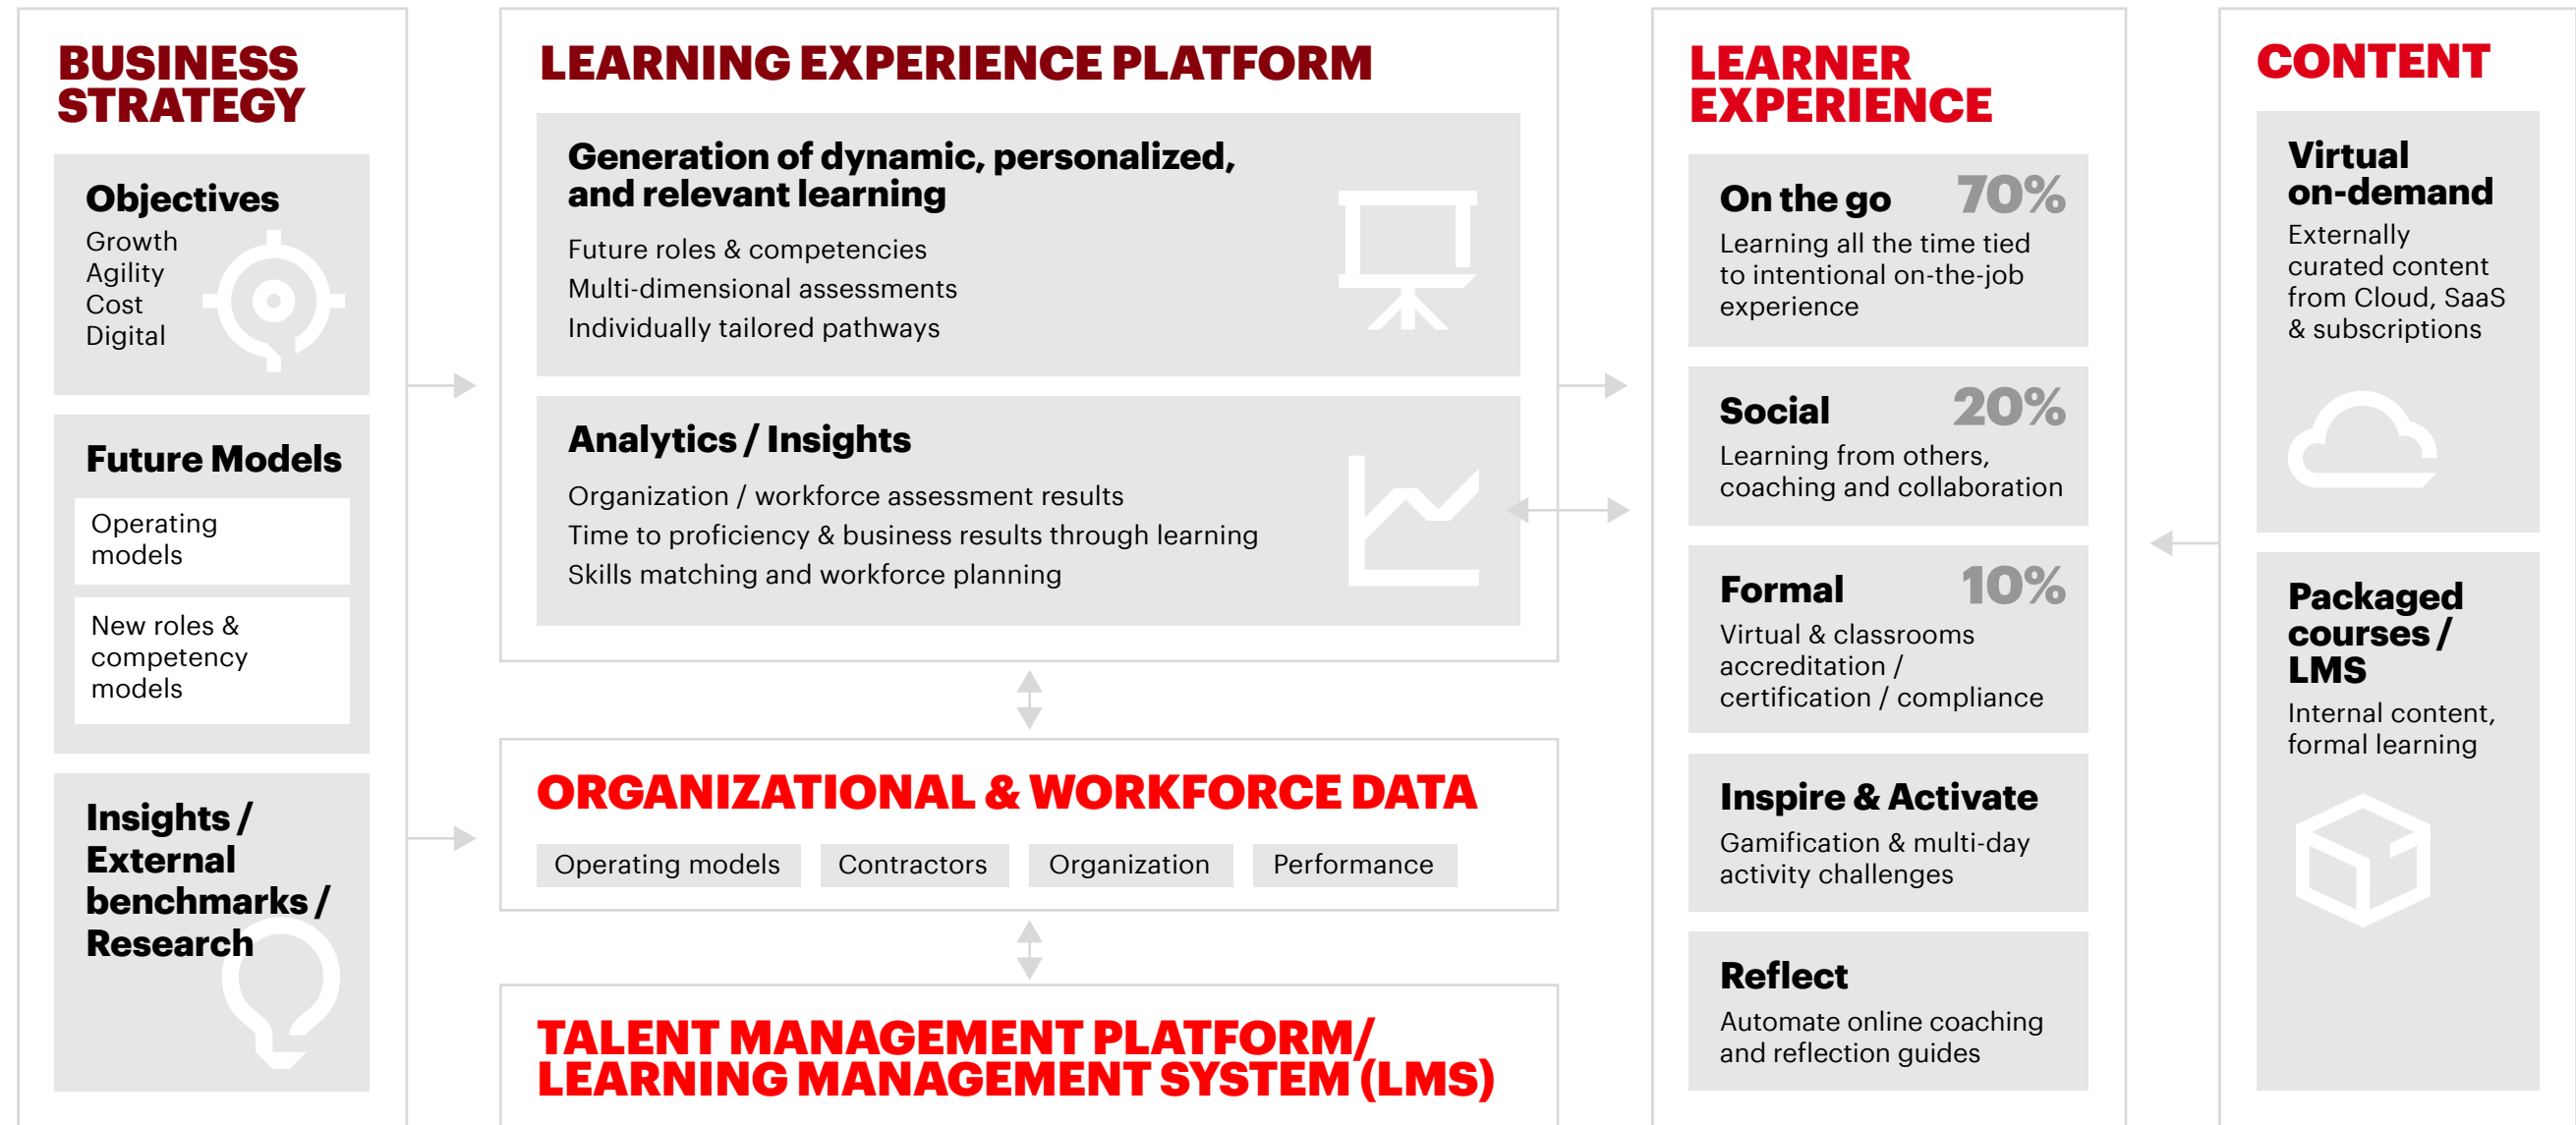 BUSINESS
STRATEGY
Objectives
Growth
Agility
Cost
Digital
Future Models
Operating
models
New roles &
competency
models
Insights /
External
benchmarks /
Research
LEARNING EXPERIENCE PLATFORM
Generation of dynamic, personalized,
and relevant learning
Future roles & competencies
Multi-dimensional assessments
Individually tailored pathways
Analytics / Insights
Organization / workforce assessment results
Time to proficiency & business results through learning
Skills matching and workforce planning
ORGANIZATIONAL & WORKFORCE DATA
Operating models
Contractors
Organization
Performance
TALENT MANAGEMENT PLATFORM/
LEARNING MANAGEMENT SYSTEM (LMS)
LEARNER
EXPERIENCE
On the go 70%
Learning all the time tied
to intentional on-the-job
experience
Social 20%
Learning from others,
coaching and collaboration
Formal 10%
Virtual & classrooms
accreditation /
certification / compliance
Inspire & Activate
Gamification & multi-day
activity challenges
Reflect
Automate online coaching
and reflection guides
CONTENT
Virtual
on-demand
Externally
curated content
from Cloud, SaaS
& subscriptions
Packaged
courses /
LMS
Internal content,
formal learning